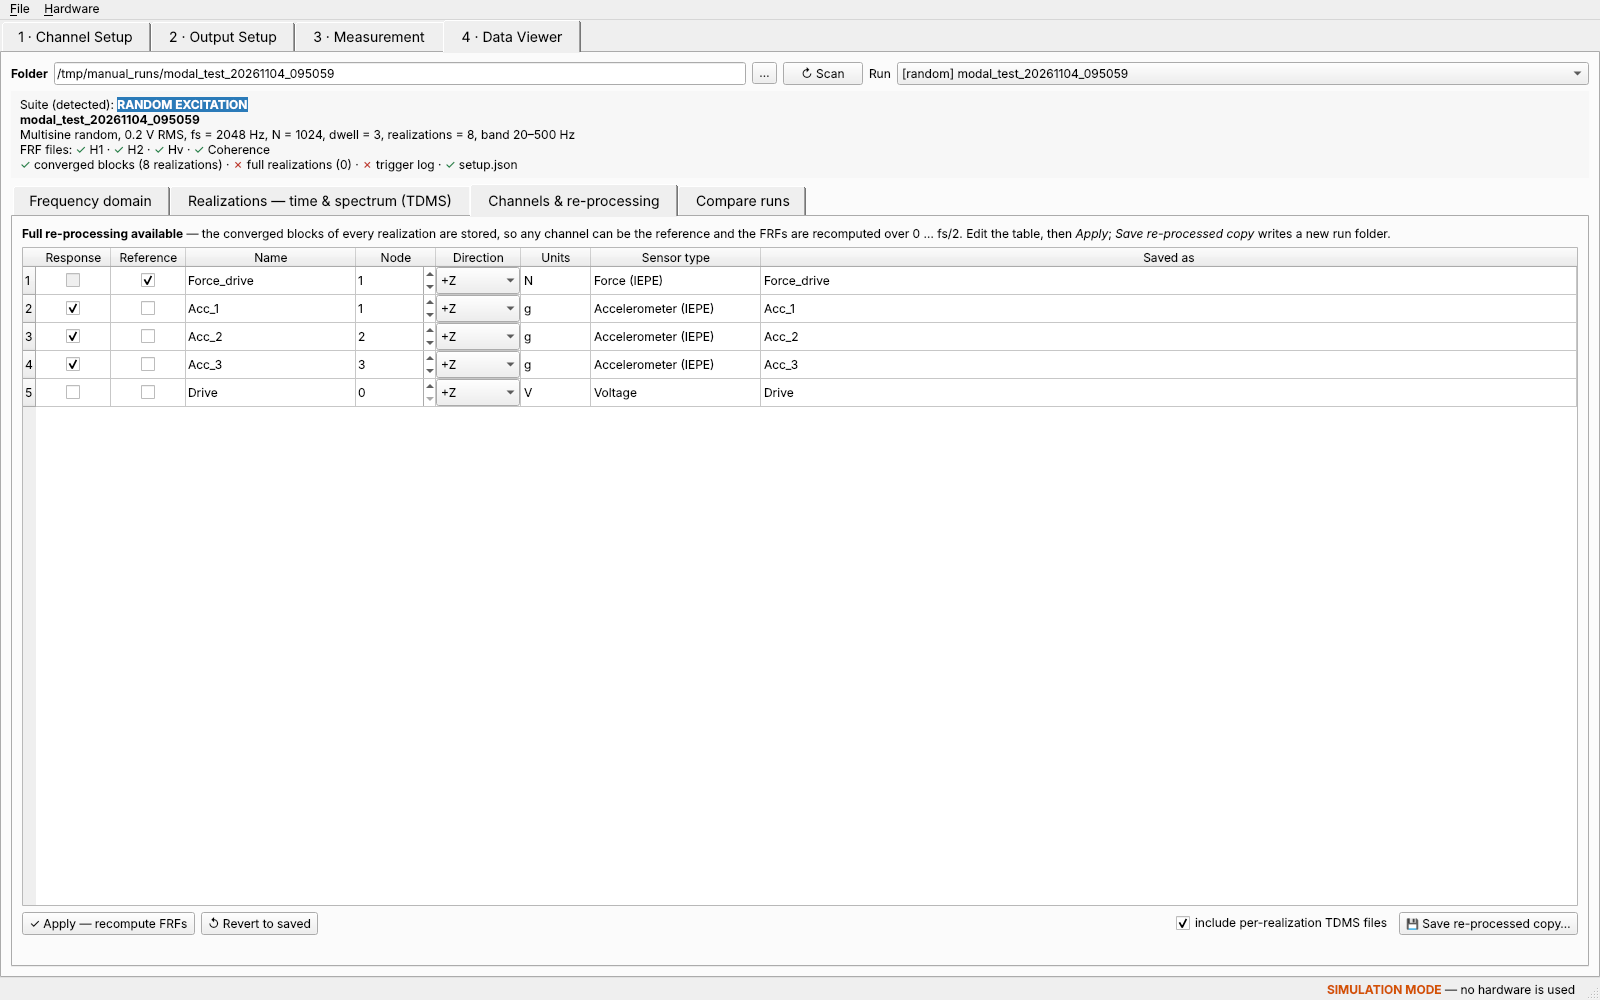 File Hardware
1 · Channel Setup 2 · Output Setup 3 · Measurement 4 · Data Viewer
Folder /tmp/manual_runs/modal_test_20261104_095059 ... Scan Run [random] modal_test_20261104_095059
Suite (detected): RANDOM EXCITATION
modal_test_20261104_095059
Multisine random, 0.2 V RMS, fs = 2048 Hz, N = 1024, dwell = 3, realizations = 8, band 20–500 Hz
FRF files: ✓ H1 · ✓ H2 · ✓ Hv · ✓ Coherence
✓ converged blocks (8 realizations) · × full realizations (0) · × trigger log · ✓ setup.json
Frequency domain Realizations — time & spectrum (TDMS) Channels & re-processing Compare runs
Full re-processing available — the converged blocks of every realization are stored, so any channel can be the reference and the FRFs are recomputed over 0 ... fs/2. Edit the table, then Apply; Save re-processed copy writes a new run folder.
Response Reference Name Node Direction Units Sensor type Saved as
1 Force_drive 1 +Z N Force (IEPE) Force_drive
2 Acc_1 1 +Z g Accelerometer (IEPE) Acc_1
3 Acc_2 2 +Z g Accelerometer (IEPE) Acc_2
4 Acc_3 3 +Z g Accelerometer (IEPE) Acc_3
5 Drive 0 +Z V Voltage Drive
✓ Apply — recompute FRFs Revert to saved include per-realization TDMS files Save re-processed copy...
SIMULATION MODE — no hardware is used